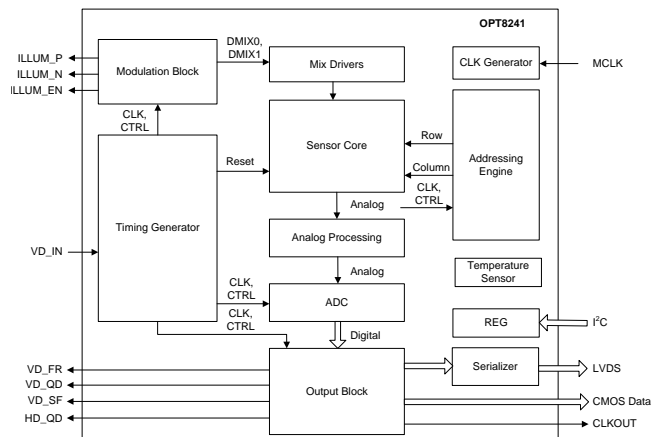 OPT8241
DMIX0,
DMIX1
ILLUM_P
ILLUM_N
ILLUM_EN
Modulation Block
Mix Drivers
CLK Generator
MCLK
CLK,
CTRL
Sensor Core
Row
Column
Addressing
Engine
Reset
CLK,
CTRL
Analog
Timing Generator
Analog Processing
VD_IN
Analog
Temperature
Sensor
CLK,
CTRL
ADC
CLK,
CTRL
Digital
REG
I2C
VD_FR
VD_QD
VD_SF
HD_QD
Output Block
Serializer
LVDS
CMOS Data
CLKOUT